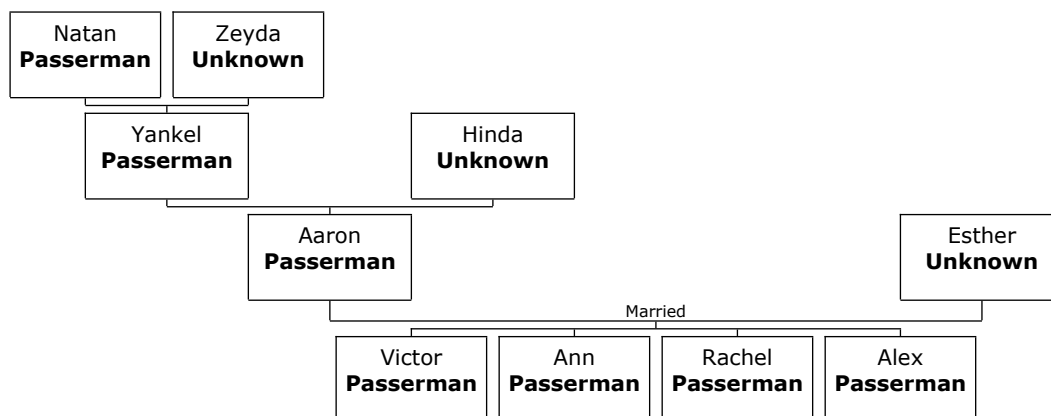 Natan
Passerman
Zeyda
Unknown
Yankel
Passerman
Hinda
Unknown
Aaron
Passerman
Esther
Unknown
Married
Victor
Passerman
Ann
Passerman
Rachel
Passerman
Alex
Passerman